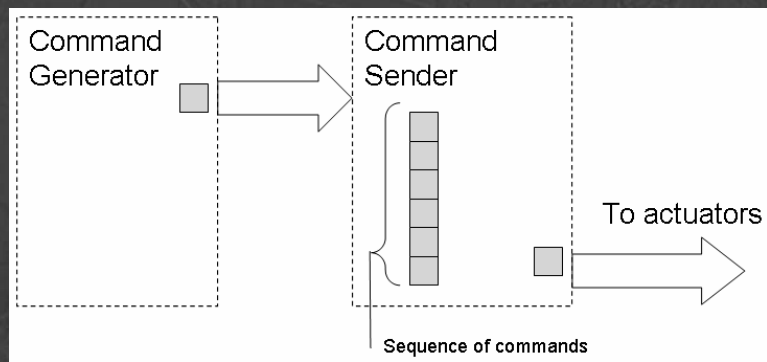 Command
Generator
Command
Sender
To actuators
Sequence of commands